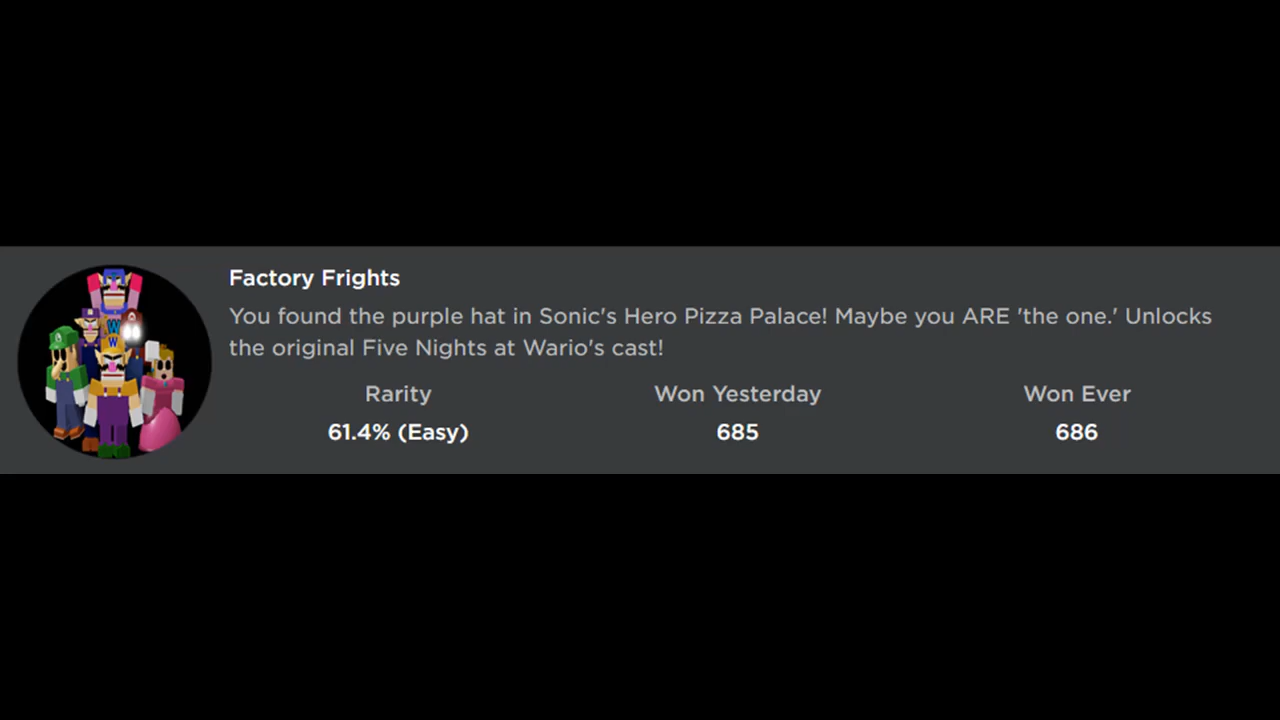 Factory Frights
You found the purple hat in Sonic's Hero Pizza Palace! Maybe you ARE 'the one.' Unlocks
the original Five Nights at Wario's cast!
Rarity Won Yesterday Won Ever
61.4% (Easy) 685 686
W
W